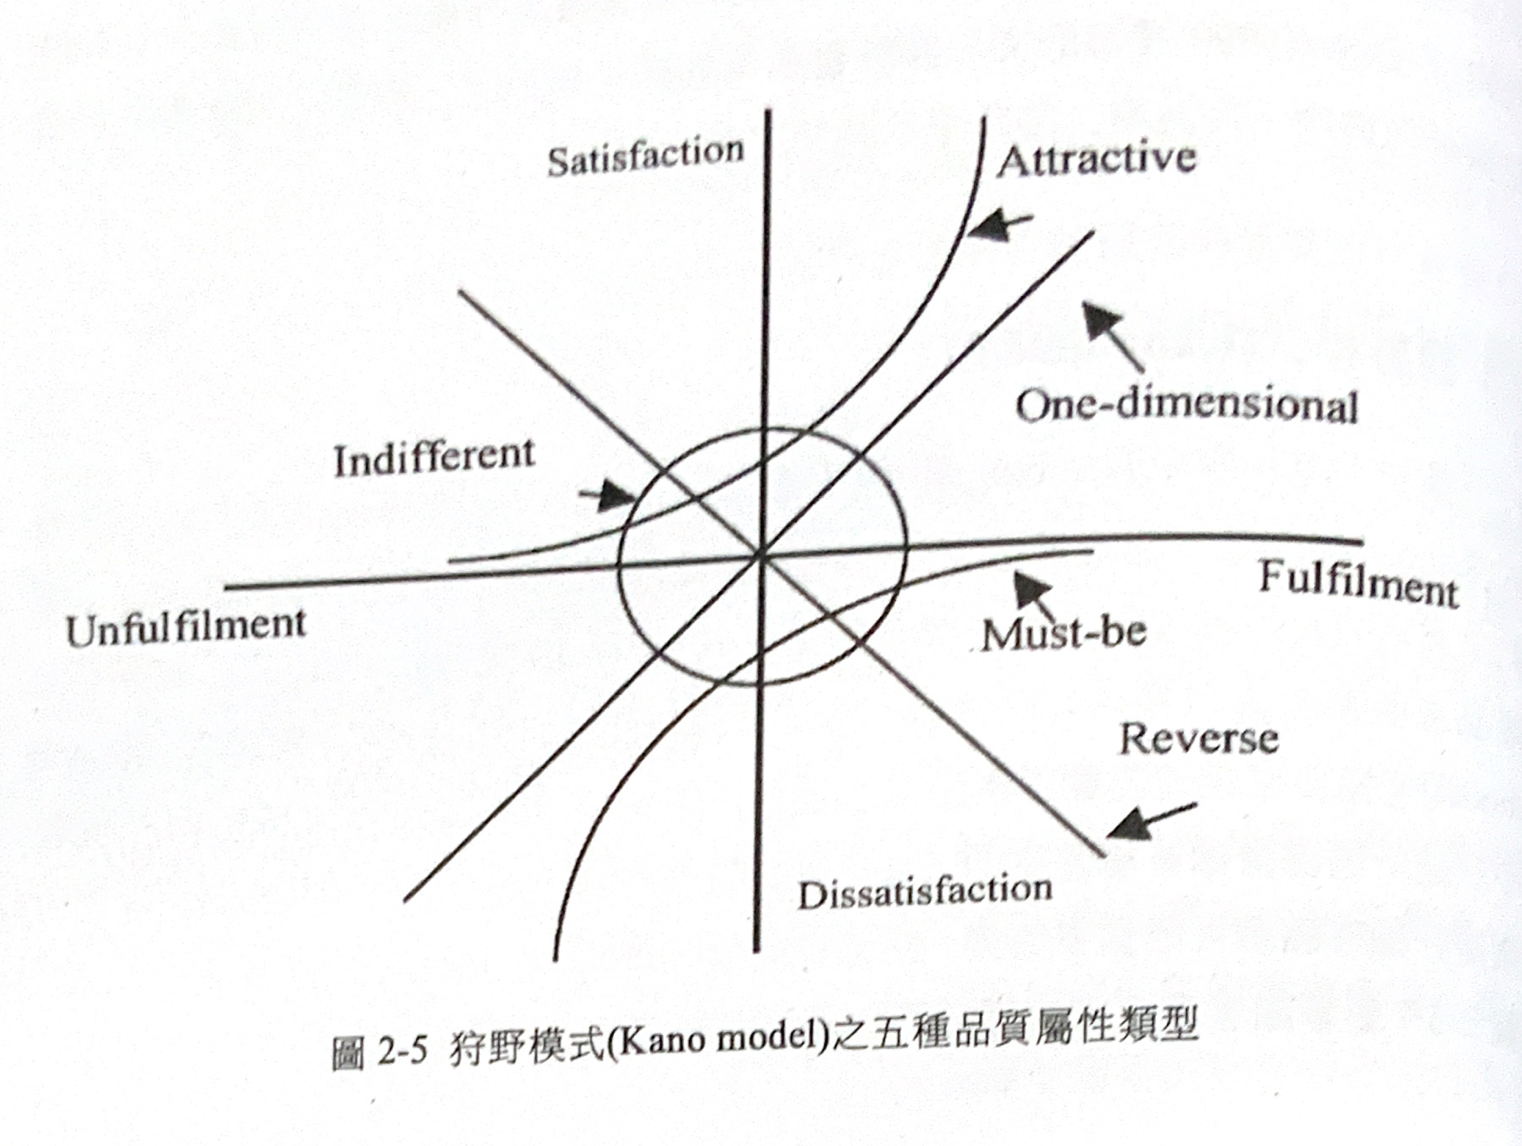 Satisfaction
Attractive
One-dimensional
Indifferent
Fulfilment
Unfulfilment
Must-be
Reverse
Dissatisfaction
圖 2-5 狩野模式(Kano model)之五種品質屬性類型